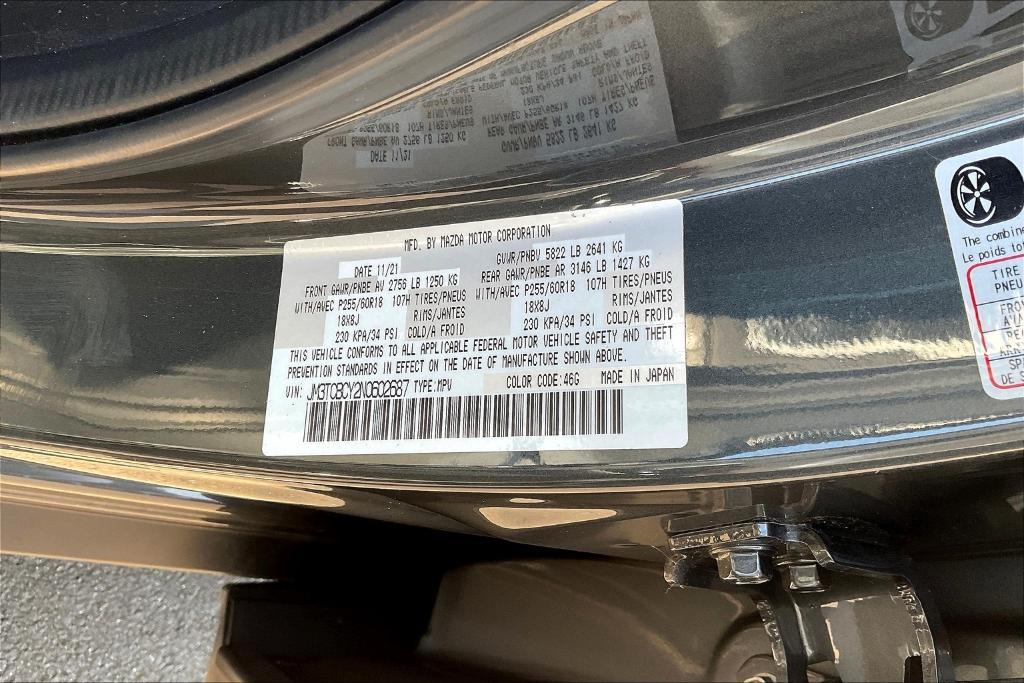 MFD. BY MAZDA MOTOR CORPORATION
DATE 11/21 GVWR/PNBV 5822 LB 2641 KG
FRONT GAWR/PNBE AV 2756 LB 1250 KG REAR GAWR/PNBE AR 3146 LB 1427 KG
WITH/AVEC P255/60R18 107H TIRES/PNEUS WITH/AVEC P255/60R18 107H TIRES/PNEUS
18X8J RIMS/JANTES 18X8J RIMS/JANTES
230 KPA/34 PSI COLD/A FROID 230 KPA/34 PSI COLD/A FROID
THIS VEHICLE CONFORMS TO ALL APPLICABLE FEDERAL MOTOR VEHICLE SAFETY AND THEFT
PREVENTION STANDARDS IN EFFECT ON THE DATE OF MANUFACTURE SHOWN ABOVE.
VIN: JM3TCBCY2N0602687 TYPE:MPV COLOR CODE:46G MADE IN JAPAN
The combine
Le poids to
TIRE
PNEU